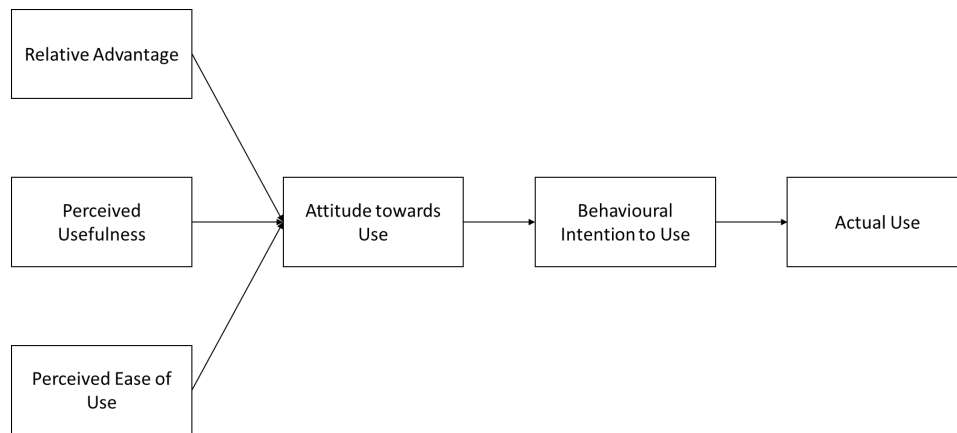 Relative Advantage
Perceived
Usefulness
Perceived Ease of
Use
Attitude towards
Use
Behavioural
Intention to Use
Actual Use